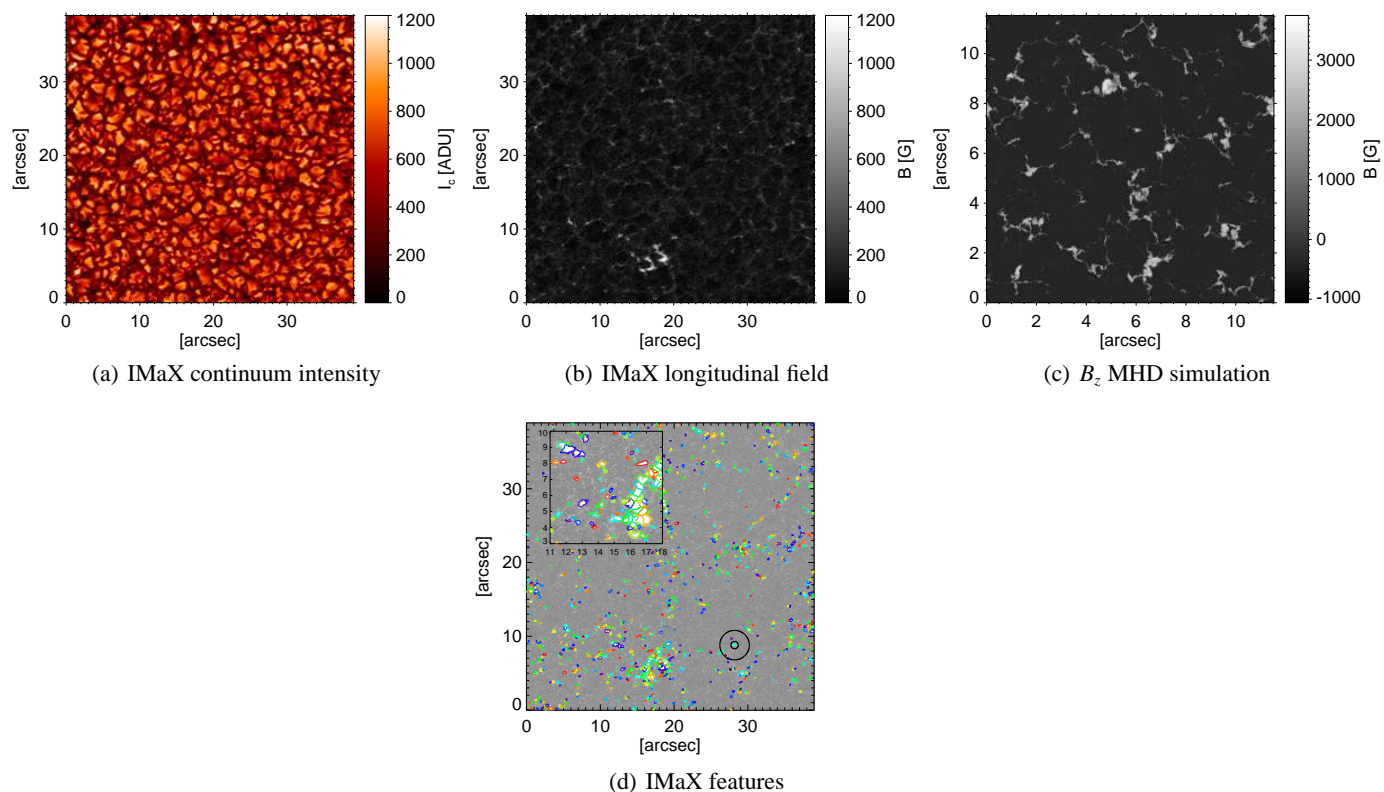 1200
1000
800
600
400
200
0
I_c [ADU]
[arcsec]
30
20
10
0
0 10 20 30
[arcsec]
(a) IMaX continuum intensity
1200
1000
800
600
400
200
0
B [G]
[arcsec]
30
20
10
0
0 10 20 30
[arcsec]
(b) IMaX longitudinal field
3000
2000
1000
0
-1000
B [G]
[arcsec]
10
8
6
4
2
0
0 2 4 6 8 10
[arcsec]
(c) B_z MHD simulation
10
9
8
7
6
5
4
3
11 12 13 14 15 16 17 18
[arcsec]
30
20
10
0
0 10 20 30
[arcsec]
(d) IMaX features